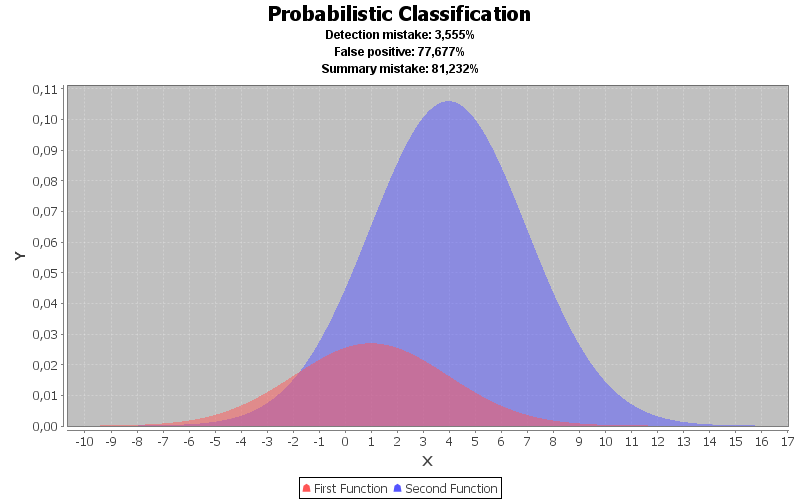 Probabilistic Classification
Detection mistake: 3,555%
False positive: 77,677%
Summary mistake: 81,232%
0,11
0,10
0,09
0,08
0,07
0,06
0,05
0,04
0,03
0,02
0,01
0,00
Y
-10 -9 -8 -7 -6 -5 -4 -3 -2 -1 0 1 2 3 4 5 6 7 8 9 10 11 12 13 14 15 16 17
X
First Function Second Function